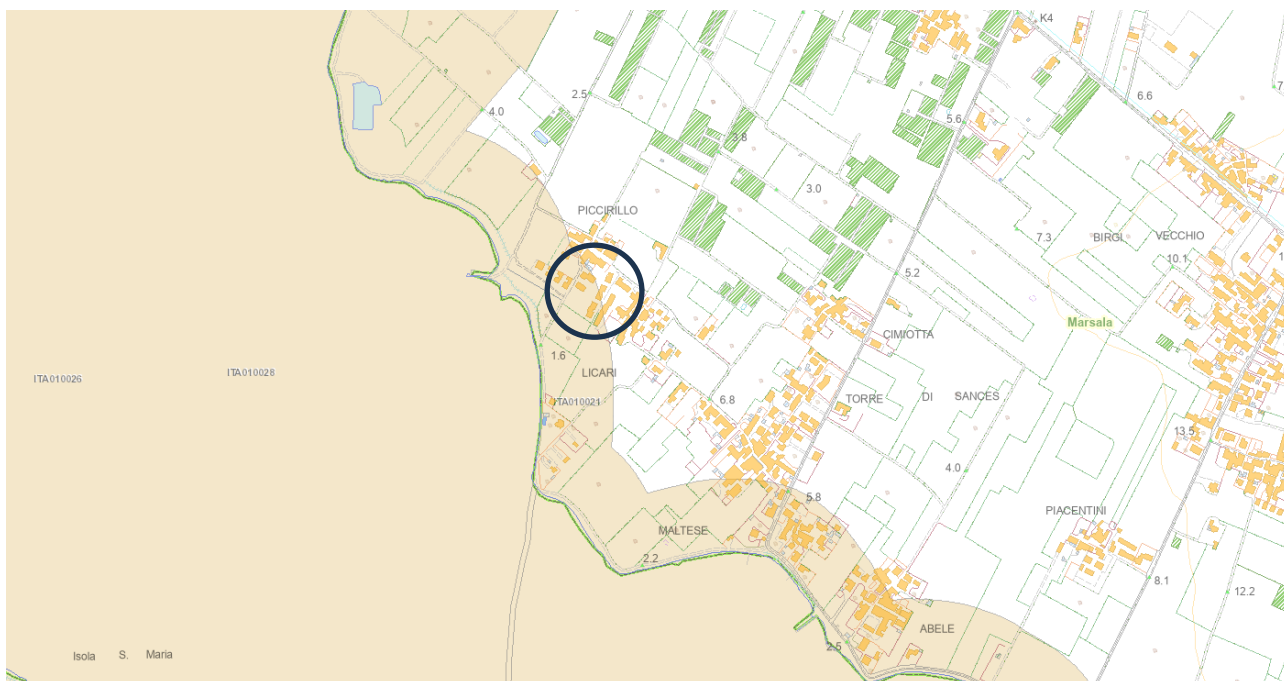 K4
2.5
6.6
4.0
5.6
3.8
3.0
PICCIRILLO
7.3
BIRGI
VECCHIO
10.1
5.2
Marsala
CIMIOTTA
1.6
LICARI
ITA010026
ITA010028
ITA010021
6.8
TORRE
DI
SANCES
13.5
4.0
5.8
PIACENTINI
MALTESE
2.2
8.1
12.2
ABELE
2.5
Isola S. Maria